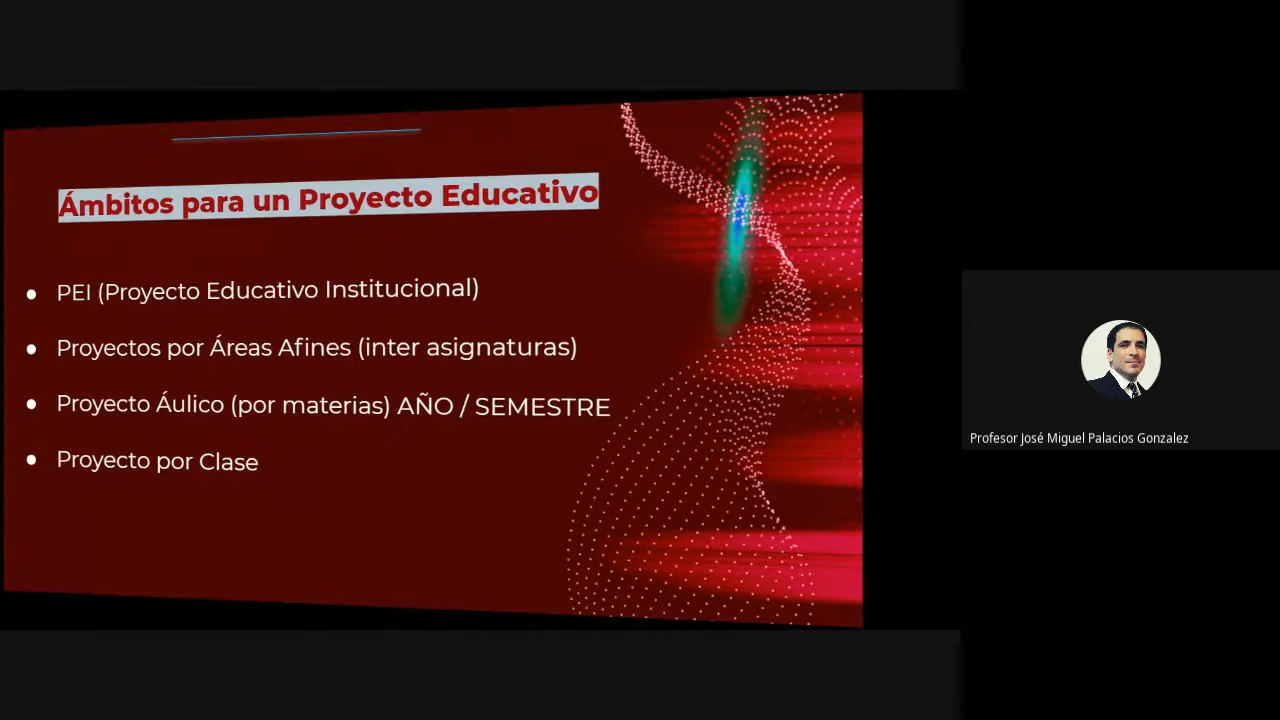 Ámbitos para un Proyecto Educativo
PEI (Proyecto Educativo Institucional)
Proyectos por Áreas Afines (inter asignaturas)
Proyecto Áulico (por materias) AÑO / SEMESTRE
Proyecto por Clase
Profesor José Miguel Palacios Gonzalez